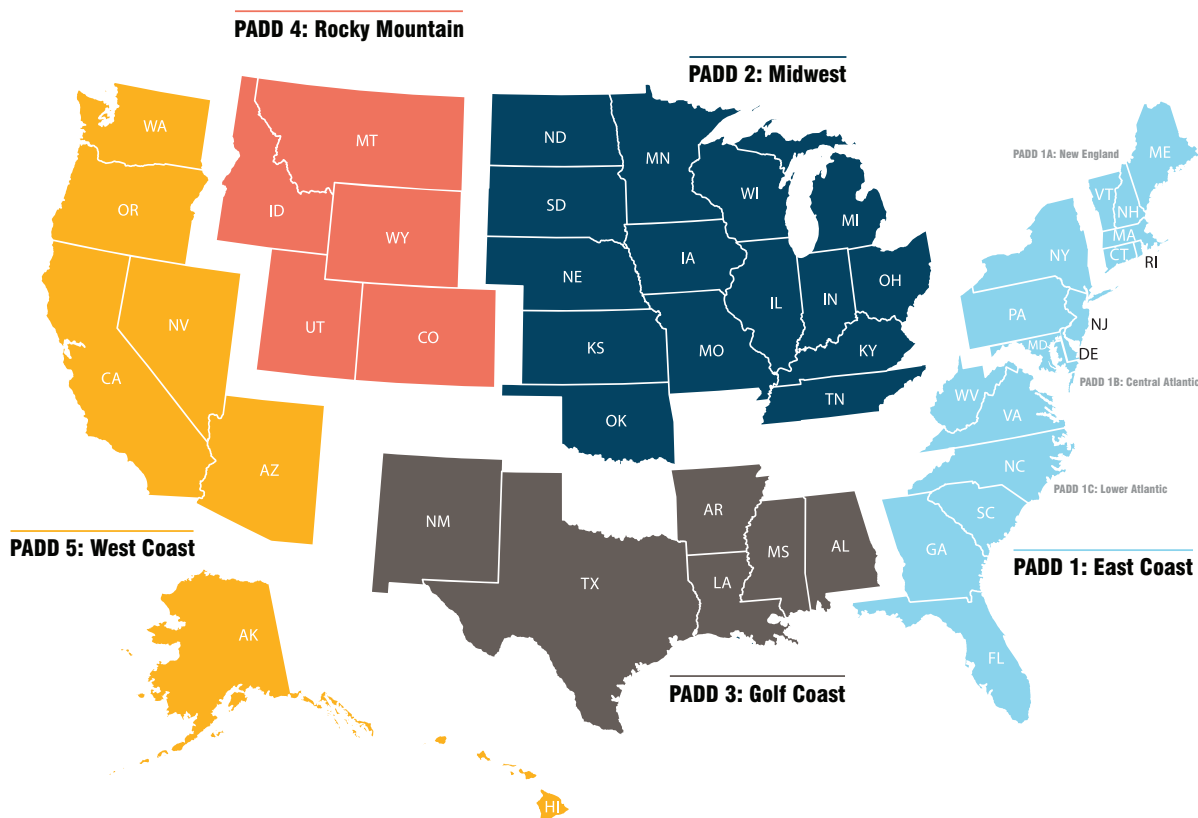 PADD 4: Rocky Mountain
PADD 2: Midwest
WA
MT
ND
MN
PADD 1A: New England
ME
OR
ID
SD
WI
MI
VT
NH
WY
MA
NY
CT
RI
IA
NE
IL
IN
OH
PA
NV
UT
CO
NJ
KS
MO
KY
MD
DE
CA
PADD 1B: Central Atlantic
WV
TN
VA
OK
AZ
NC
PADD 1C: Lower Atlantic
NM
AR
SC
PADD 5: West Coast
MS
AL
GA
PADD 1: East Coast
TX
LA
AK
FL
PADD 3: Golf Coast
HI